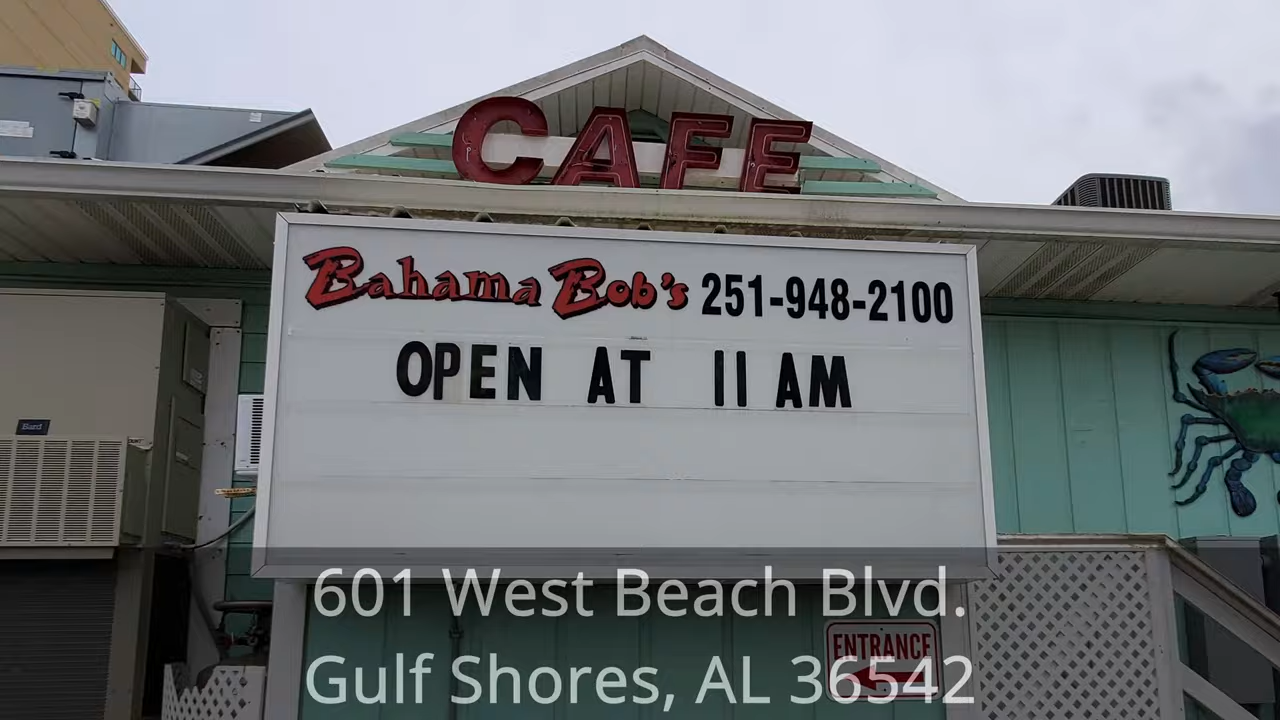 CAFE
Bahama Bob's 251-948-2100
OPEN AT 11 AM
Bard
601 West Beach Blvd.
ENTRANCE
Gulf Shores, AL 36542